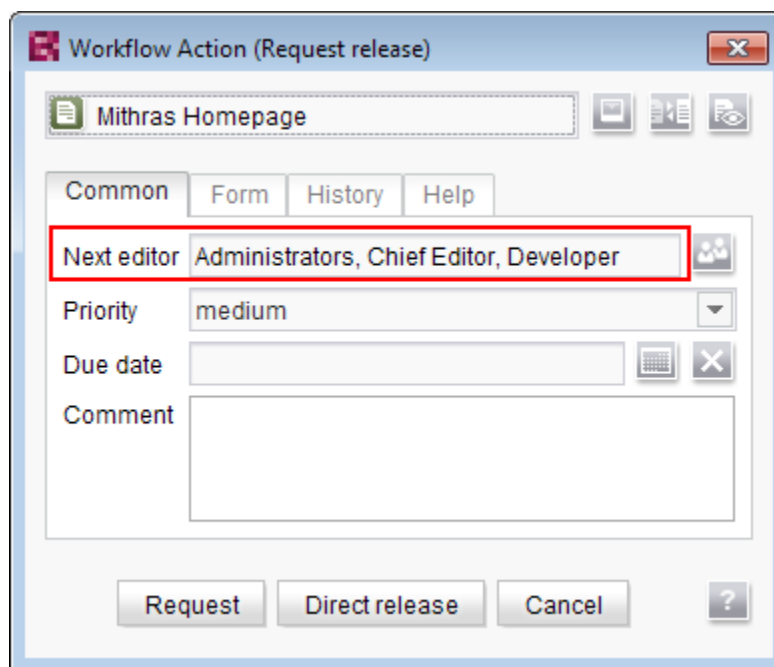 Workflow Action (Request release)
Mithras Homepage
Common Form History Help
Next editor Administrators, Chief Editor, Developer
Priority medium
Due date
Comment
Request Direct release Cancel ?